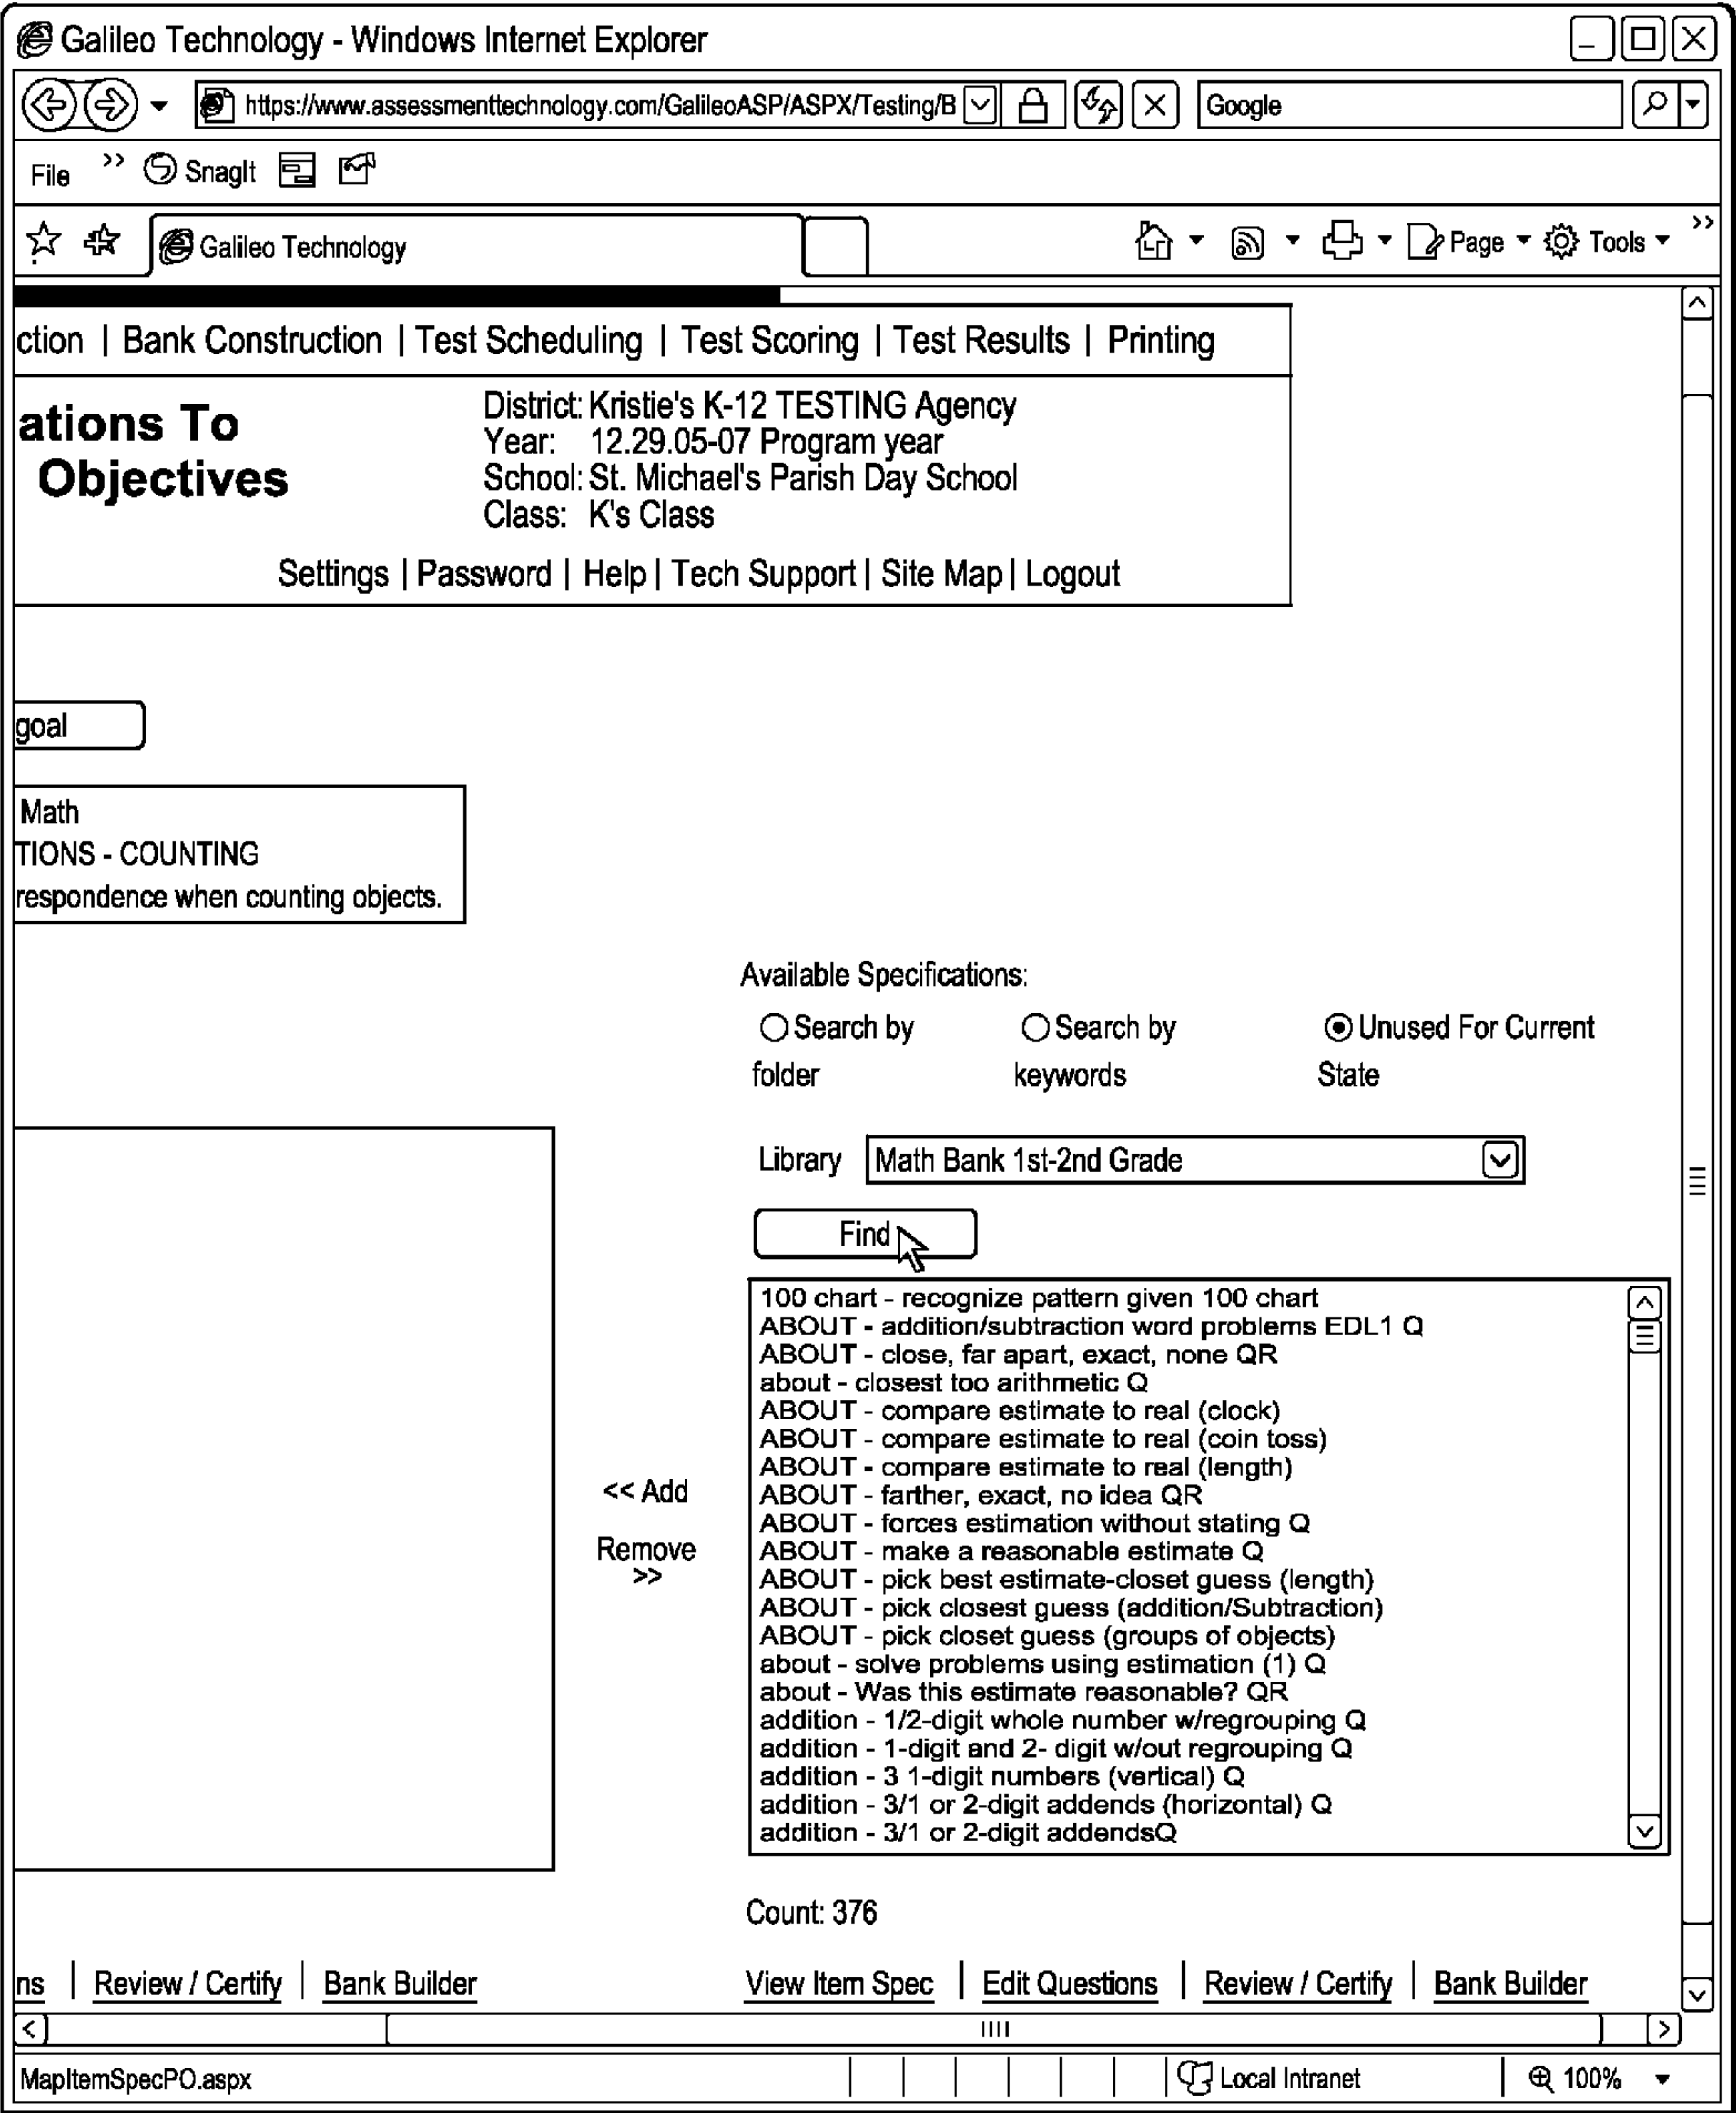 Galileo Technology - Windows Internet Explorer
https://www.assessmenttechnology.com/GalileoASP/ASPX/Testing/B
Google
File >> SnagIt
Galileo Technology
Page Tools >>
ction | Bank Construction | Test Scheduling | Test Scoring | Test Results | Printing
ations To
Objectives
District: Kristie's K-12 TESTING Agency
Year: 12.29.05-07 Program year
School: St. Michael's Parish Day School
Class: K's Class
Settings | Password | Help | Tech Support | Site Map | Logout
goal
Math
TIONS - COUNTING
respondence when counting objects.
Available Specifications:
Search by folder
Search by keywords
Unused For Current State
Library Math Bank 1st-2nd Grade
Find
100 chart - recognize pattern given 100 chart
ABOUT - addition/subtraction word problems EDL1 Q
ABOUT - close, far apart, exact, none QR
about - closest too arithmetic Q
ABOUT - compare estimate to real (clock)
ABOUT - compare estimate to real (coin toss)
ABOUT - compare estimate to real (length)
ABOUT - farther, exact, no idea QR
ABOUT - forces estimation without stating Q
ABOUT - make a reasonable estimate Q
ABOUT - pick best estimate-closet guess (length)
ABOUT - pick closest guess (addition/Subtraction)
ABOUT - pick closet guess (groups of objects)
about - solve problems using estimation (1) Q
about - Was this estimate reasonable? QR
addition - 1/2-digit whole number w/regrouping Q
addition - 1-digit and 2- digit w/out regrouping Q
addition - 3 1-digit numbers (vertical) Q
addition - 3/1 or 2-digit addends (horizontal) Q
addition - 3/1 or 2-digit addendsQ
<< Add
Remove
>>
Count: 376
ns | Review / Certify | Bank Builder
View Item Spec | Edit Questions | Review / Certify | Bank Builder
MapItemSpecPO.aspx
Local Intranet
100%